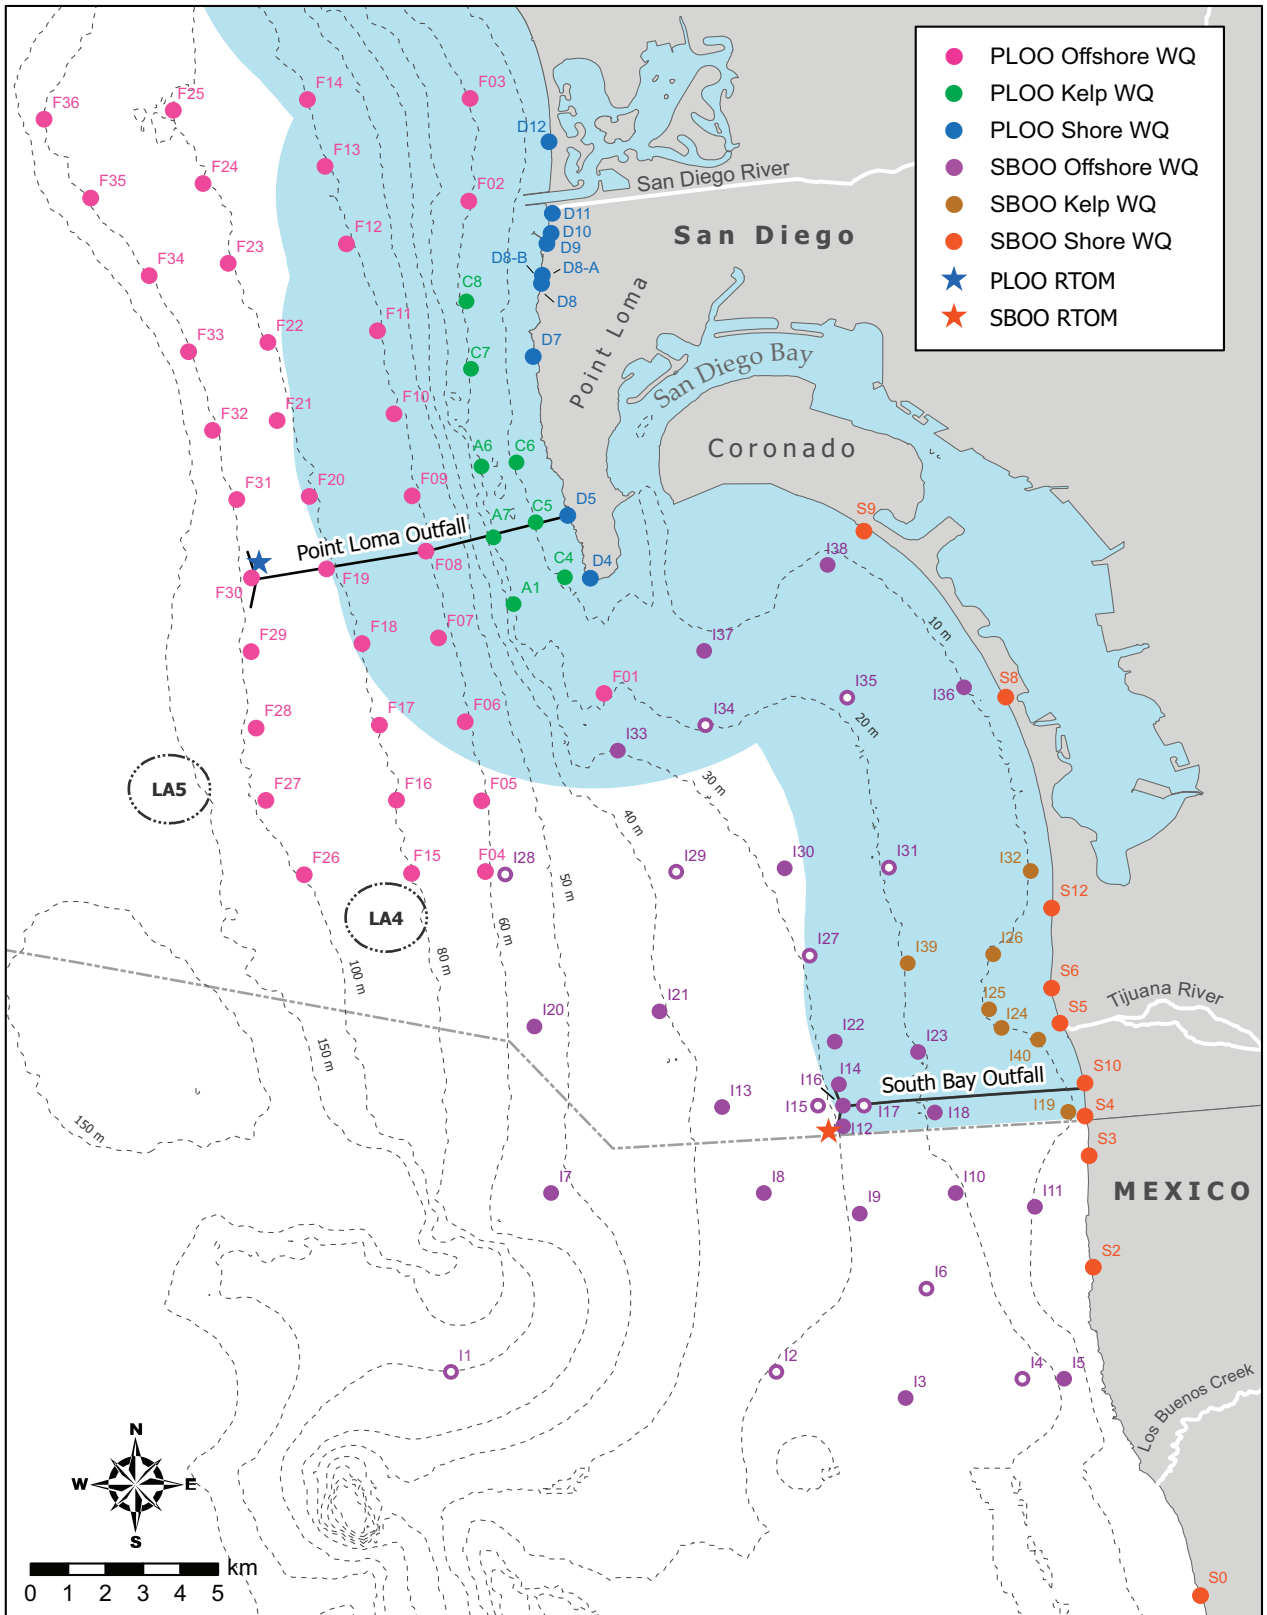 PLOO Offshore WQ
PLOO Kelp WQ
PLOO Shore WQ
SBOO Offshore WQ
SBOO Kelp WQ
SBOO Shore WQ
PLOO RTOM
SBOO RTOM
F36
F25
F14
F03
D12
F35
F24
F13
F02
San Diego River
D11
D10
D9
San Diego
F34
F23
F12
C8
D8-B
D8-A
D8
F33
F22
F11
C7
D7
Point Loma
San Diego Bay
F32
F21
F10
A6
C6
Coronado
F31
F20
F09
A7
C5
D5
S9
Point Loma Outfall
F30
F19
F08
C4
D4
A1
I38
F29
F18
F07
I37
10 m
F01
I35
I36
S8
F28
F17
F06
I33
I34
20 m
LA5
F27
F16
F05
30 m
40 m
F26
F15
F04
I28
I29
I30
I31
I32
50 m
S12
LA4
60 m
80 m
100 m
I27
I39
I26
S6
I20
I21
I25
I24
S5
Tijuana River
150 m
I22
I23
I40
I14
I16
South Bay Outfall
S10
I13
I15
I17
I18
I19
S4
I12
150 m
S3
I7
I8
I9
I10
I11
MEXICO
S2
I6
I1
I2
I3
I4
I5
Los Buenos Creek
N
W
E
S
km
0 1 2 3 4 5
S0